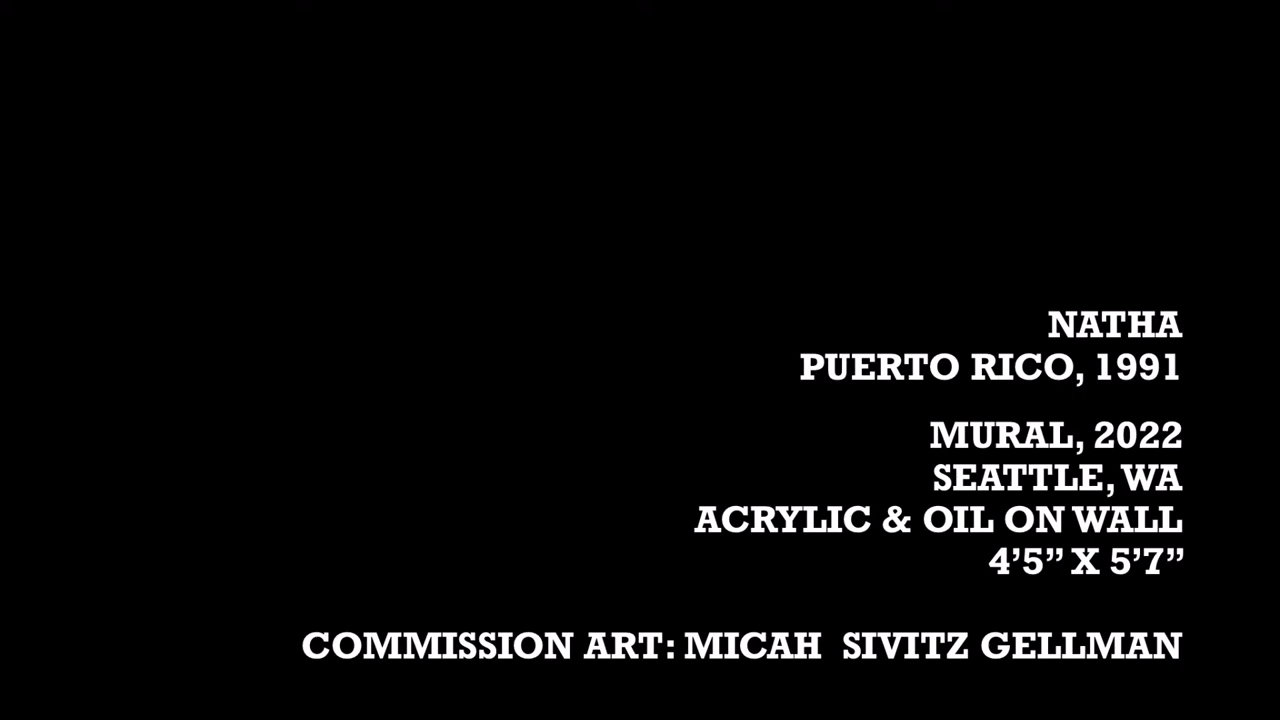 NATHA
PUERTO RICO, 1991
MURAL, 2022
SEATTLE, WA
ACRYLIC & OIL ON WALL
4’5” X 5’7”
COMMISSION ART: MICAH  SIVITZ GELLMAN